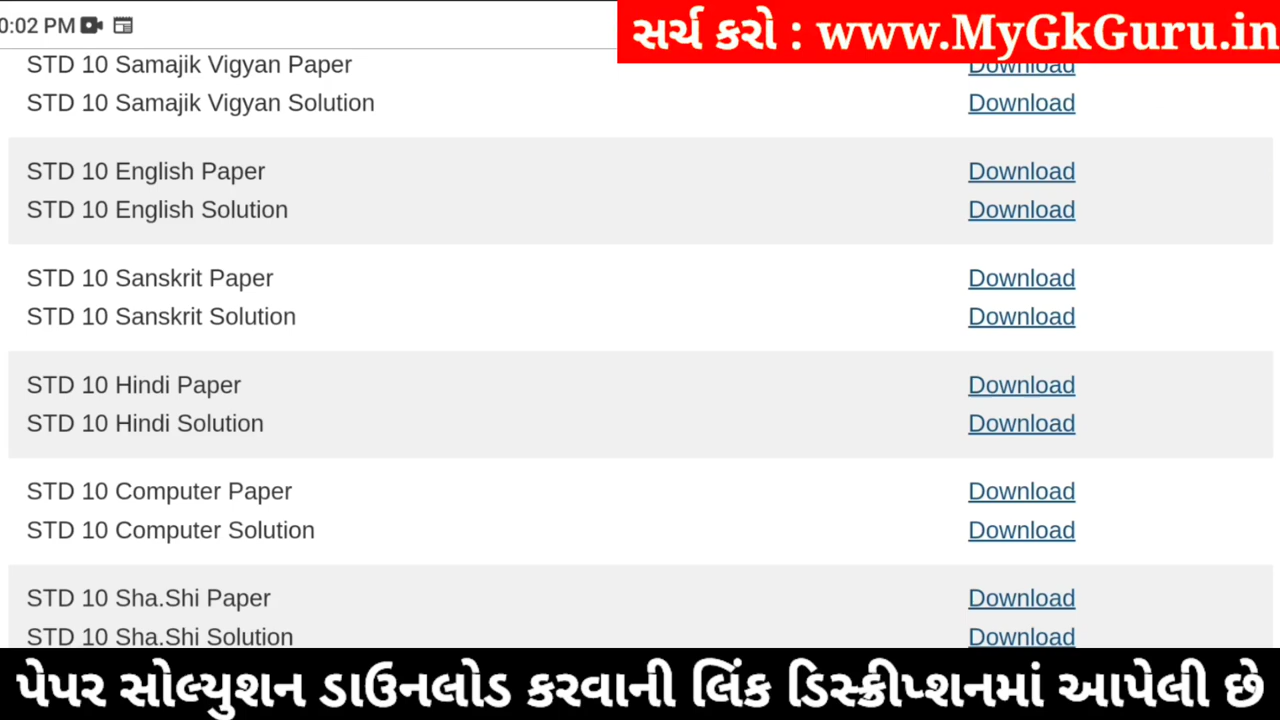 0:02 PM
સર્ચ કરો : www.MyGkGuru.in
STD 10 Samajik Vigyan Paper Download
STD 10 Samajik Vigyan Solution Download
STD 10 English Paper Download
STD 10 English Solution Download
STD 10 Sanskrit Paper Download
STD 10 Sanskrit Solution Download
STD 10 Hindi Paper Download
STD 10 Hindi Solution Download
STD 10 Computer Paper Download
STD 10 Computer Solution Download
STD 10 Sha.Shi Paper Download
STD 10 Sha.Shi Solution Download
પેપર સોલ્યુશન ડાઉનલોડ કરવાની લિંક ડિસ્ક્રીપ્શનમાં આપેલી છે